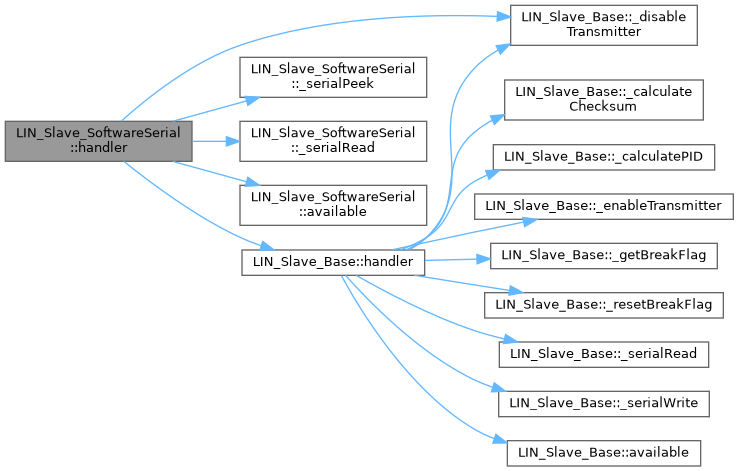 LIN_Slave_SoftwareSerial
::handler
LIN_Slave_Base::_disable
Transmitter
LIN_Slave_SoftwareSerial
::_serialPeek
LIN_Slave_SoftwareSerial
::_serialRead
LIN_Slave_SoftwareSerial
::available
LIN_Slave_Base::handler
LIN_Slave_Base::_calculate
Checksum
LIN_Slave_Base::_calculatePID
LIN_Slave_Base::_enableTransmitter
LIN_Slave_Base::_getBreakFlag
LIN_Slave_Base::_resetBreakFlag
LIN_Slave_Base::_serialRead
LIN_Slave_Base::_serialWrite
LIN_Slave_Base::available